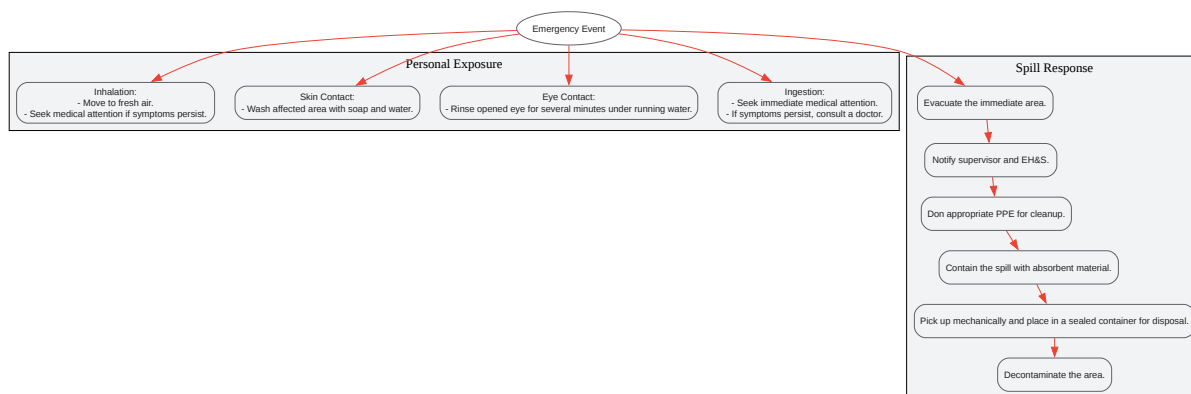 Emergency Event
Personal Exposure
Inhalation:
- Move to fresh air.
- Seek medical attention if symptoms persist.
Skin Contact:
- Wash affected area with soap and water.
Eye Contact:
- Rinse opened eye for several minutes under running water.
Ingestion:
- Seek immediate medical attention.
- If symptoms persist, consult a doctor.
Spill Response
Evacuate the immediate area.
Notify supervisor and EH&S.
Don appropriate PPE for cleanup.
Contain the spill with absorbent material.
Pick up mechanically and place in a sealed container for disposal.
Decontaminate the area.